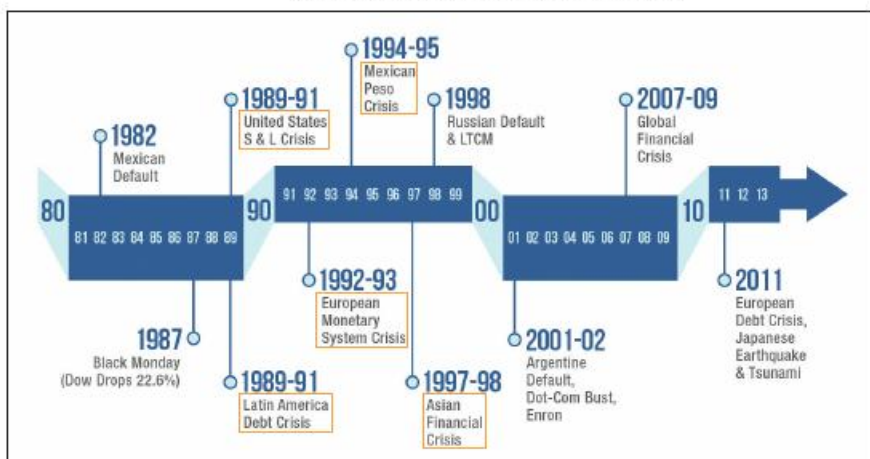 1994-95
Mexican
Peso
Crisis
1989-91
United States
S & L Crisis
1998
Russian Default
& LTCM
2007-09
Global
Financial
Crisis
1982
Mexican
Default
80
81 82 83 84 85 86 87 88 89
90
91 92 93 94 95 96 97 98 99
00
01 02 03 04 05 06 07 08 09
10
11 12 13
1987
Black Monday
(Dow Drops 22.6%)
1989-91
Latin America
Debt Crisis
1992-93
European
Monetary
System Crisis
1997-98
Asian
Financial
Crisis
2001-02
Argentine
Default,
Dot-Com Bust,
Enron
2011
European
Debt Crisis,
Japanese
Earthquake
& Tsunami